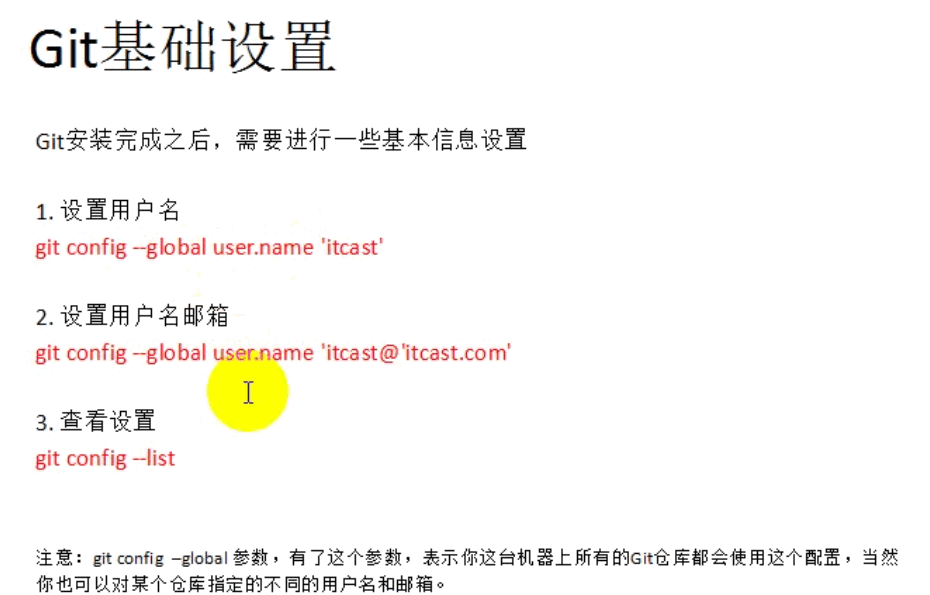 Git基础设置
Git安装完成之后，需要进行一些基本信息设置
1. 设置用户名
git config --global user.name 'itcast'
2. 设置用户名邮箱
git config --global user.name 'itcast@'itcast.com'
3. 查看设置
git config --list
注意：git config –global 参数，有了这个参数，表示你这台机器上所有的Git仓库都会使用这个配置，当然
你也可以对某个仓库指定的不同的用户名和邮箱。